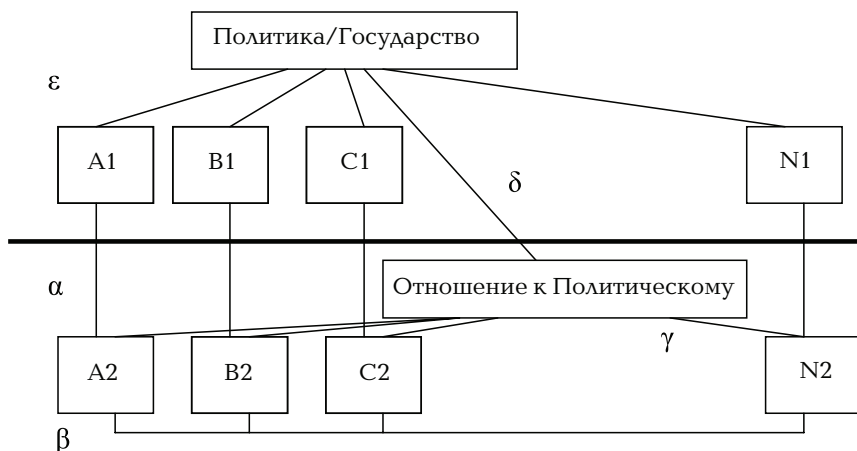 Политика/Государство
ε
A1 B1 C1 N1
δ
α
Отношение к Политическому
γ
A2 B2 C2 N2
β